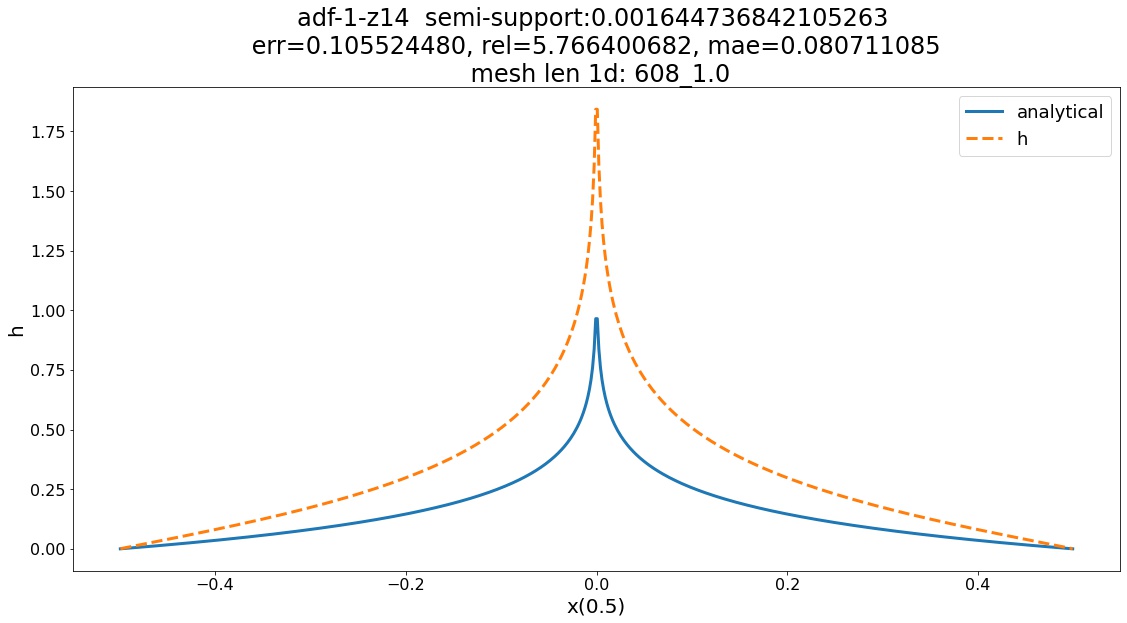 adf-1-z14 semi-support:0.0016447368421052​63
err=0.105524480, rel=5.766400682, mae=0.080711085
mesh len 1d: 608_1.0
analytical
h
1.75
1.50
1.25
1.00
0.75
0.50
0.25
0.00
h
−0.4 −0.2 0.0 0.2 0.4
x(0.5)